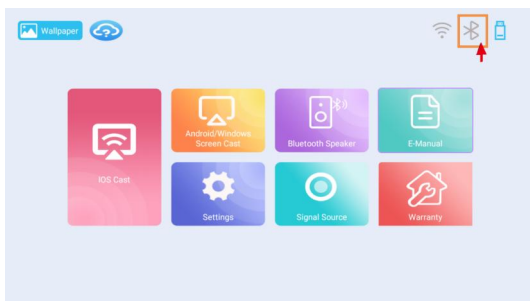 Wallpaper
Android/Windows
Screen Cast
Bluetooth Speaker
E-Manual
IOS Cast
Settings
Signal Source
Warranty